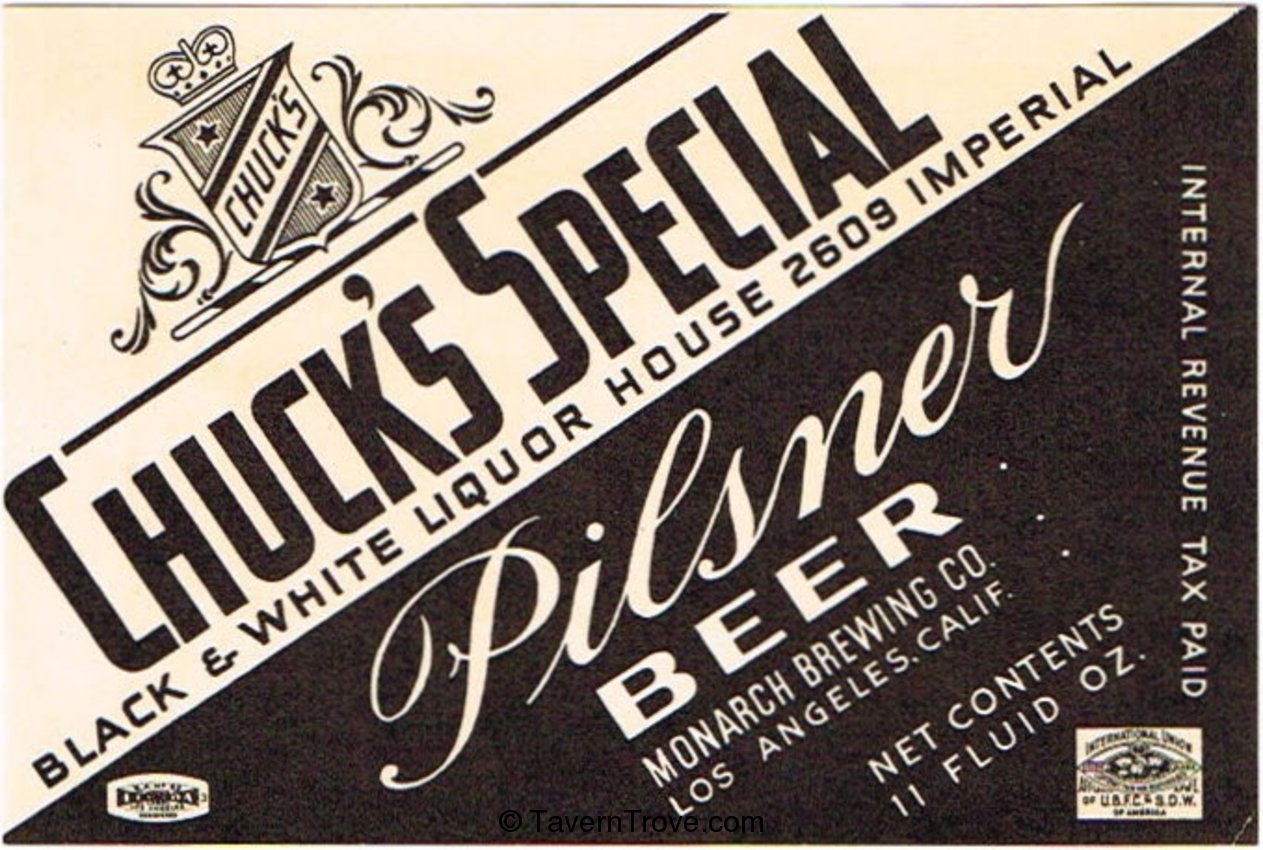 CHUCK'S
CHUCK'S SPECIAL
BLACK & WHITE LIQUOR HOUSE 2609 IMPERIAL
Pilsner
BEER
MONARCH BREWING CO.
LOS ANGELES. CALIF.
NET CONTENTS
11 FLUID OZ.
INTERNAL REVENUE TAX PAID
INTERNATIONAL UNION
OF U.B.F.C. & S.D.W.
OF AMERICA
© TavernTrove.com